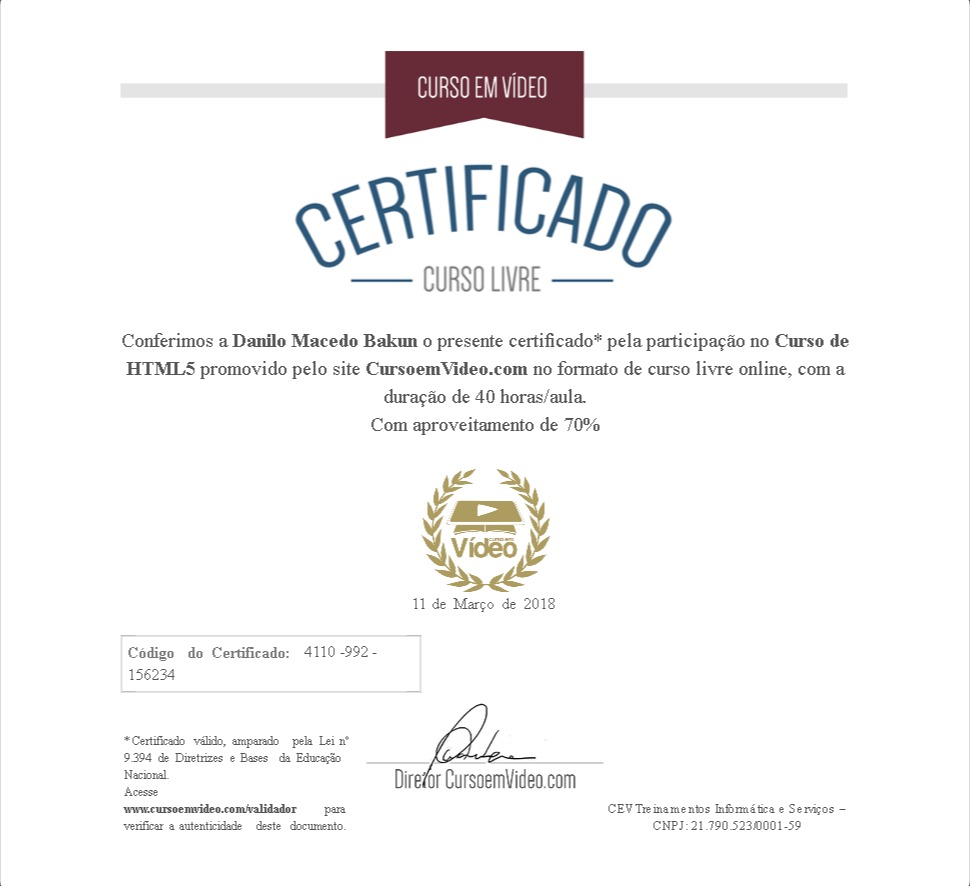 CURSO EM VÍDEO
CERTIFICADO
CURSO LIVRE
Conferimos a Danilo Macedo Bakun o presente certificado* pela participação no Curso de
HTML5 promovido pelo site CursoemVideo.com no formato de curso livre online, com a
duração de 40 horas/aula.
Com aproveitamento de 70%
CURSO EM
Vídeo
11 de Março de 2018
Código do Certificado: 4110 -992 -
156234
*Certificado válido, amparado pela Lei nº
9.394 de Diretrizes e Bases da Educação
Nacional.
Acesse
www.cursoemvideo.com/validador para
verificar a autenticidade deste documento.
Diretor CursoemVideo.com
CEV Treinamentos Informática e Serviços –
CNPJ: 21.790.523/0001-59